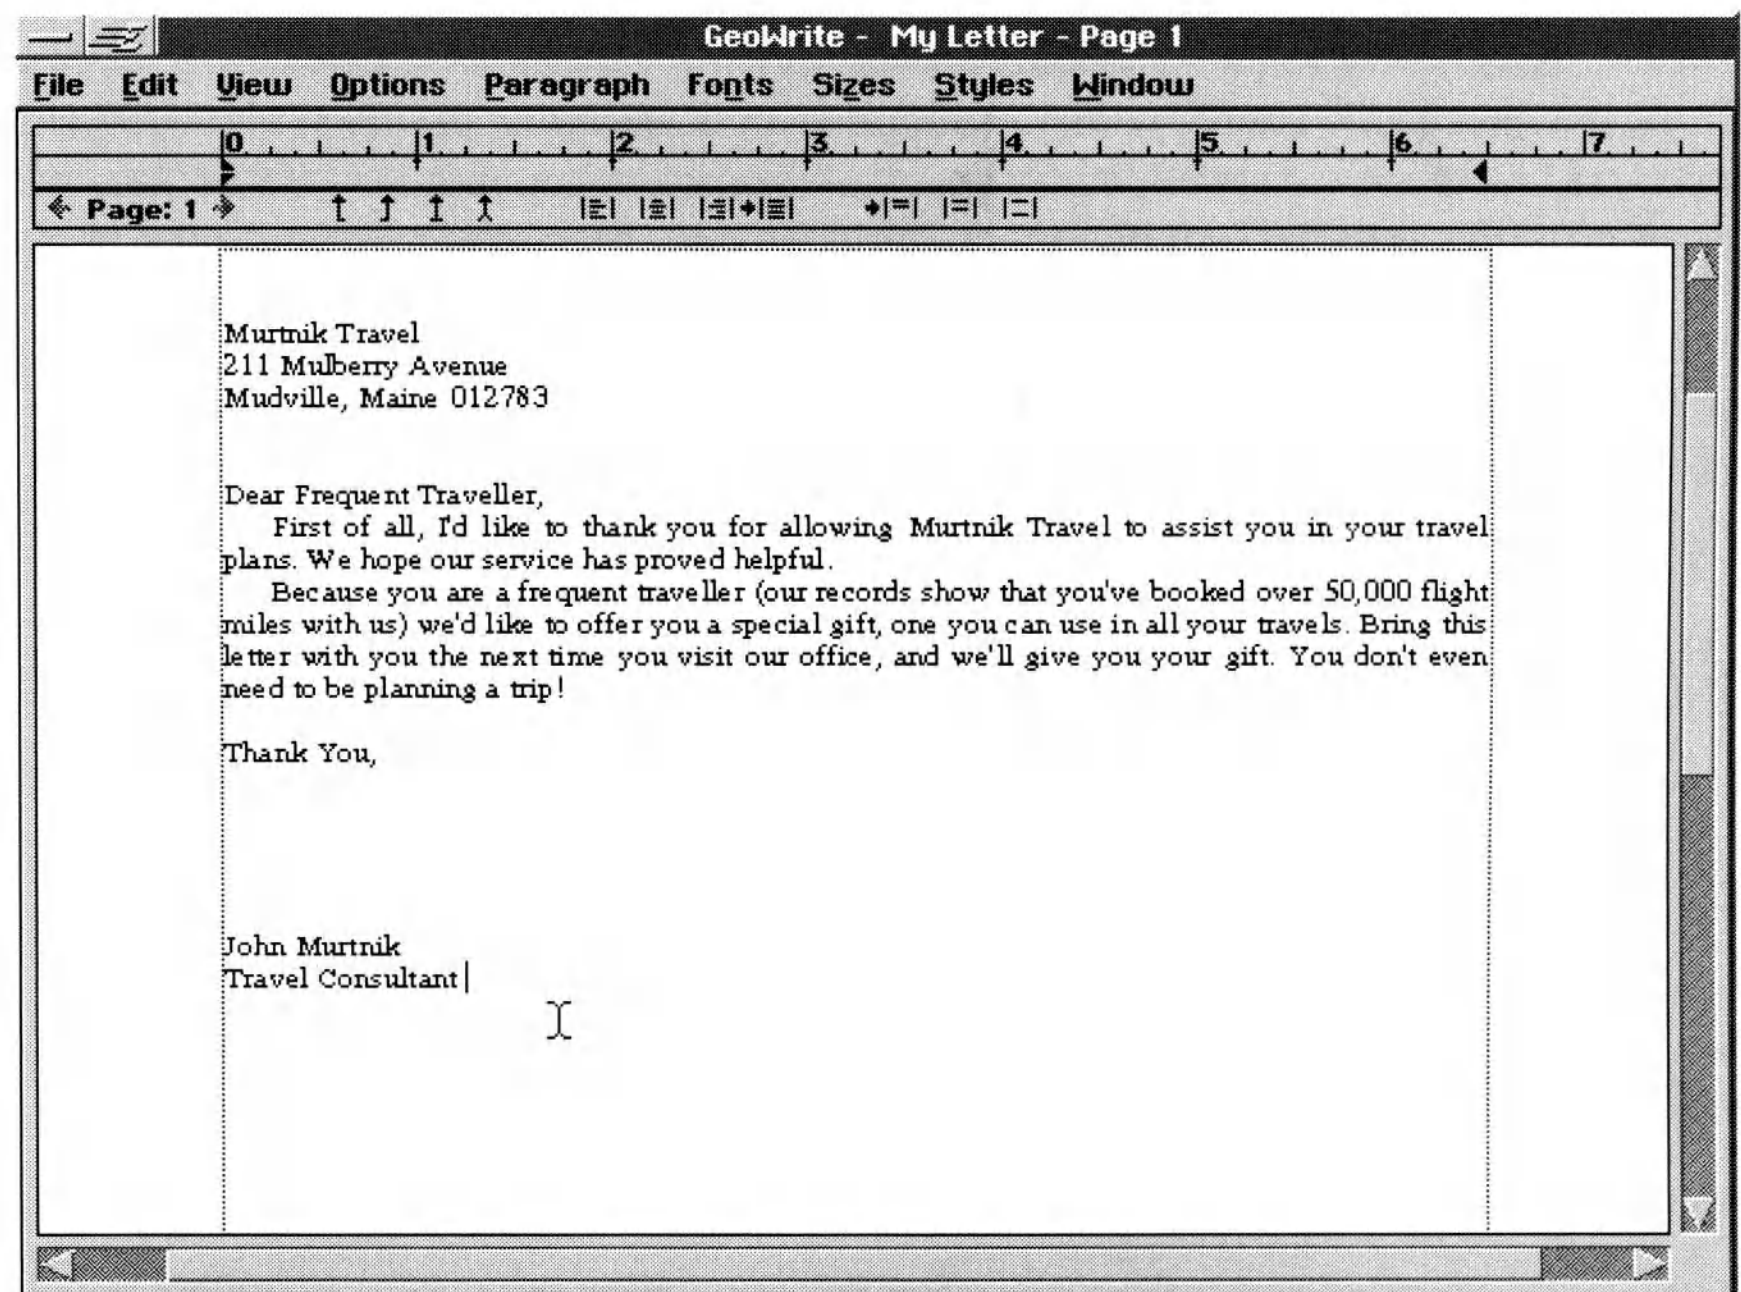 GeoWrite - My Letter - Page 1
File Edit View Options Paragraph Fonts Sizes Styles Window
0 1 2 3 4 5 6 7
Page: 1
Murtnik Travel
211 Mulberry Avenue
Mudville, Maine 012783
Dear Frequent Traveller,
First of all, I'd like to thank you for allowing Murtnik Travel to assist you in your travel
plans. We hope our service has proved helpful.
Because you are a frequent traveller (our records show that you've booked over 50,000 flight
miles with us) we'd like to offer you a special gift, one you can use in all your travels. Bring this
letter with you the next time you visit our office, and we'll give you your gift. You don't even
need to be planning a trip!
Thank You,
John Murtnik
Travel Consultant